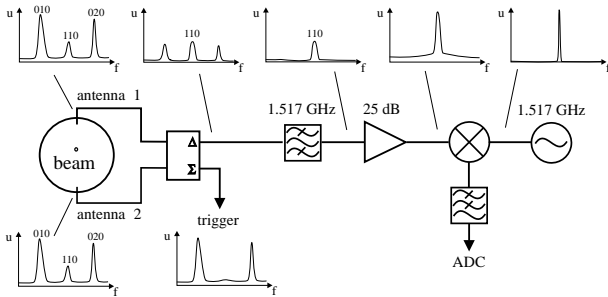 u 010 110 020 f
u 110 f
u 110 f
u f
u f
antenna 1
1.517 GHz 25 dB 1.517 GHz
beam Δ
Σ
antenna 2
trigger
u 010 110 020 f
u f
ADC